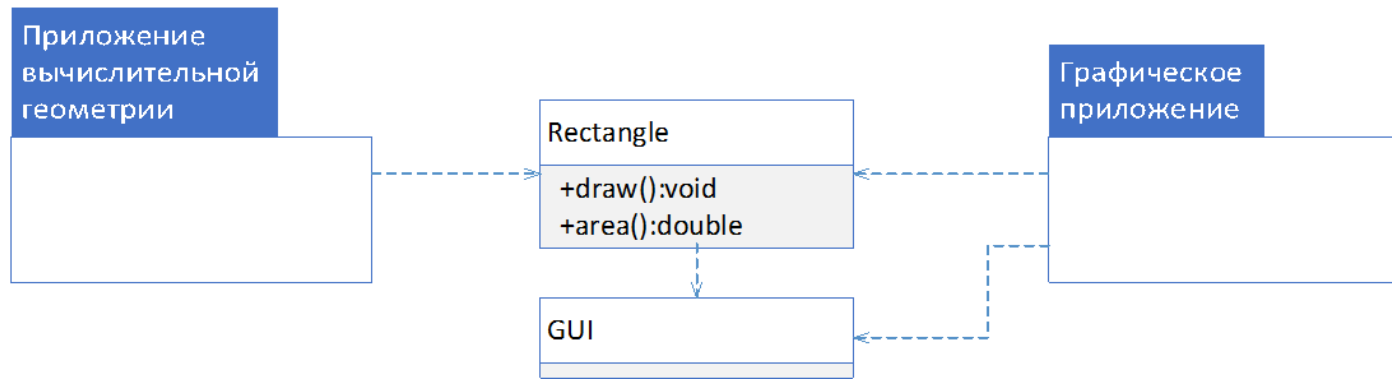 Приложение
вычислительной
геометрии
Графическое
приложение
Rectangle
+draw():void
+area():double
GUI